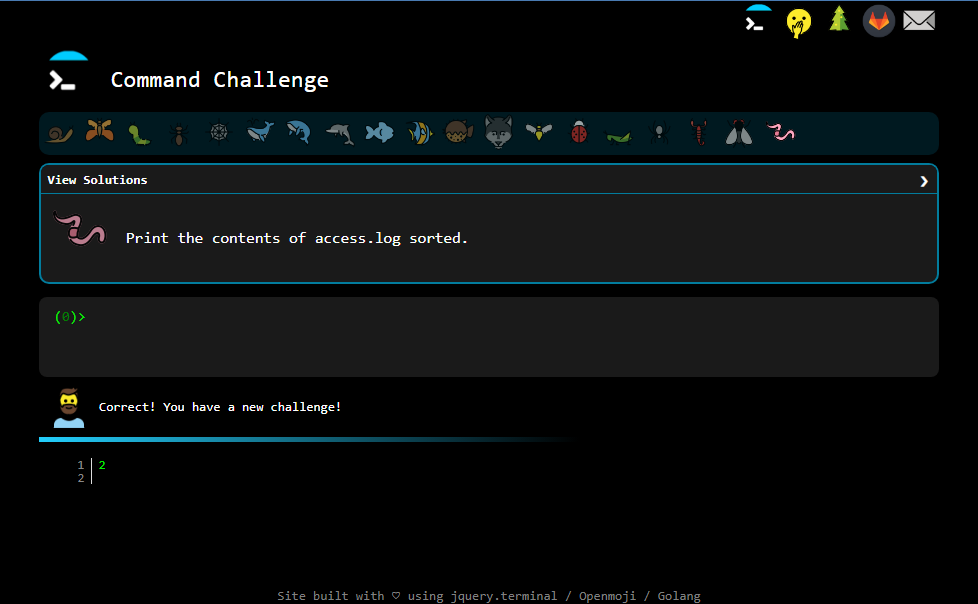 Command Challenge
View Solutions
Print the contents of access.log sorted.
(0)>
Correct! You have a new challenge!
1 2
2
Site built with ♡ using jquery.terminal / Openmoji / Golang